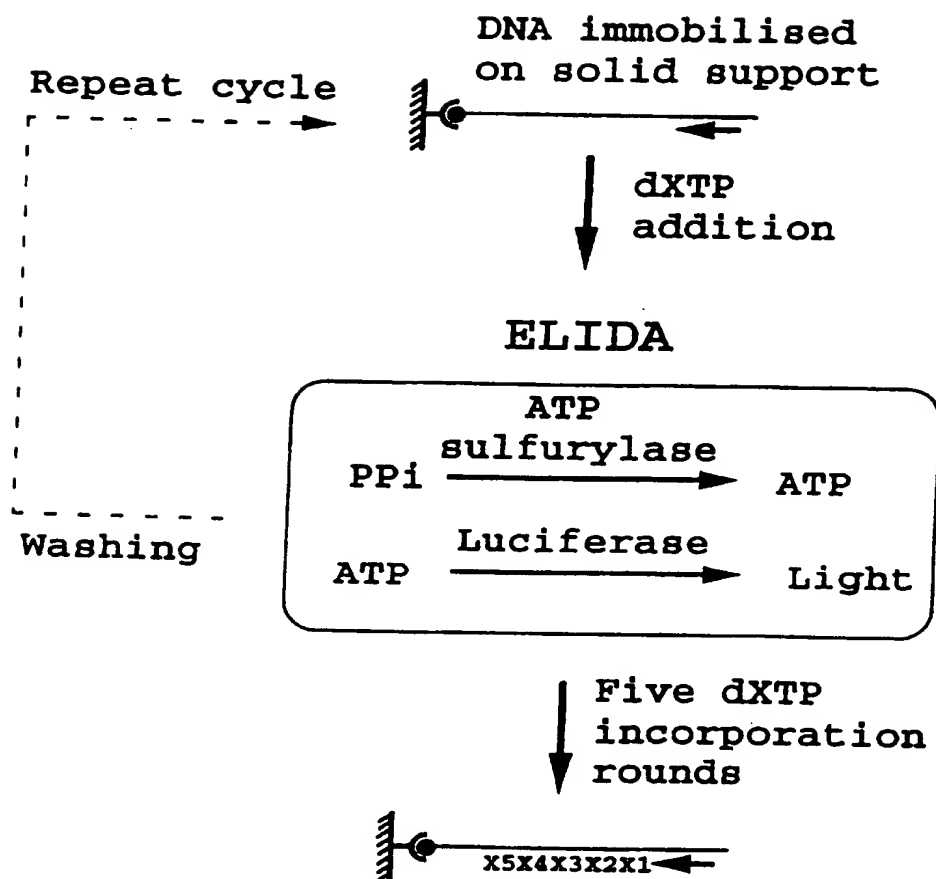 DNA immobilised
on solid support
Repeat cycle
dXTP
addition
ELIDA
ATP
sulfurylase
PPi
ATP
Washing
Luciferase
ATP
Light
Five dXTP
incorporation
rounds
X5X4X3X2X1